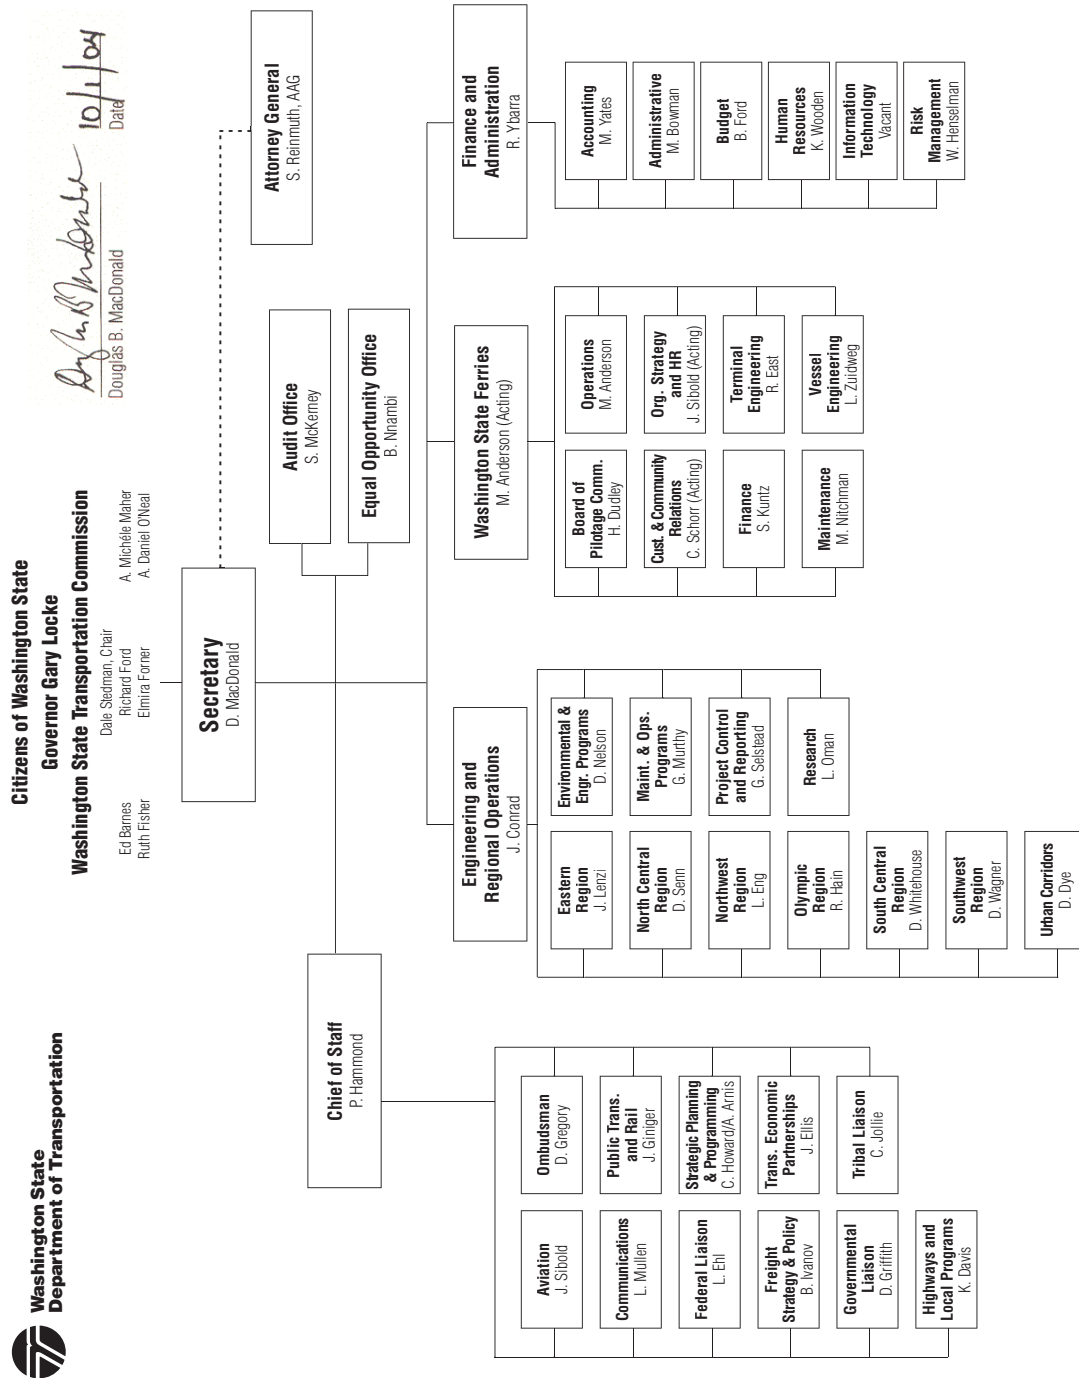 Washington State
Department of Transportation
Citizens of Washington State
Governor Gary Locke
Washington State Transportation Commission
Dale Stedman, Chair
Ed Barnes
Richard Ford
A. Michéle Maher
Ruth Fisher
Elmira Forner
A. Daniel O'Neal
10/1/04
Douglas B. MacDonald
Date
Secretary
D. MacDonald
Attorney General
S. Reinmuth, AAG
Audit Office
S. McKerney
Equal Opportunity Office
B. Nnambi
Chief of Staff
P. Hammond
Aviation
J. Sibold
Communications
L. Mullen
Federal Liaison
L. Ehl
Freight
Strategy & Policy
B. Ivanov
Governmental
Liaison
D. Griffith
Highways and
Local Programs
K. Davis
Ombudsman
D. Gregory
Public Trans.
and Rail
J. Giniger
Strategic Planning
& Programming
C. Howard/A. Arnis
Trans. Economic
Partnerships
J. Ellis
Tribal Liaison
C. Jollie
Engineering and
Regional Operations
J. Conrad
Eastern
Region
J. Lenzi
North Central
Region
D. Senn
Northwest
Region
L. Eng
Olympic
Region
R. Hain
South Central
Region
D. Whitehouse
Southwest
Region
D. Wagner
Urban Corridors
D. Dye
Environmental &
Engr. Programs
D. Nelson
Maint. & Ops.
Programs
G. Murthy
Project Control
and Reporting
G. Selstead
Research
L. Oman
Washington State Ferries
M. Anderson (Acting)
Board of
Pilotage Comm.
H. Dudley
Cust. & Community
Relations
C. Schorr (Acting)
Finance
S. Kuntz
Maintenance
M. Nitchman
Operations
M. Anderson
Org. Strategy
and HR
J. Sibold (Acting)
Terminal
Engineering
R. East
Vessel
Engineering
L. Zuidweg
Finance and
Administration
R. Ybarra
Accounting
M. Yates
Administrative
M. Bowman
Budget
B. Ford
Human
Resources
K. Wooden
Information
Technology
Vacant
Risk
Management
W. Henselman